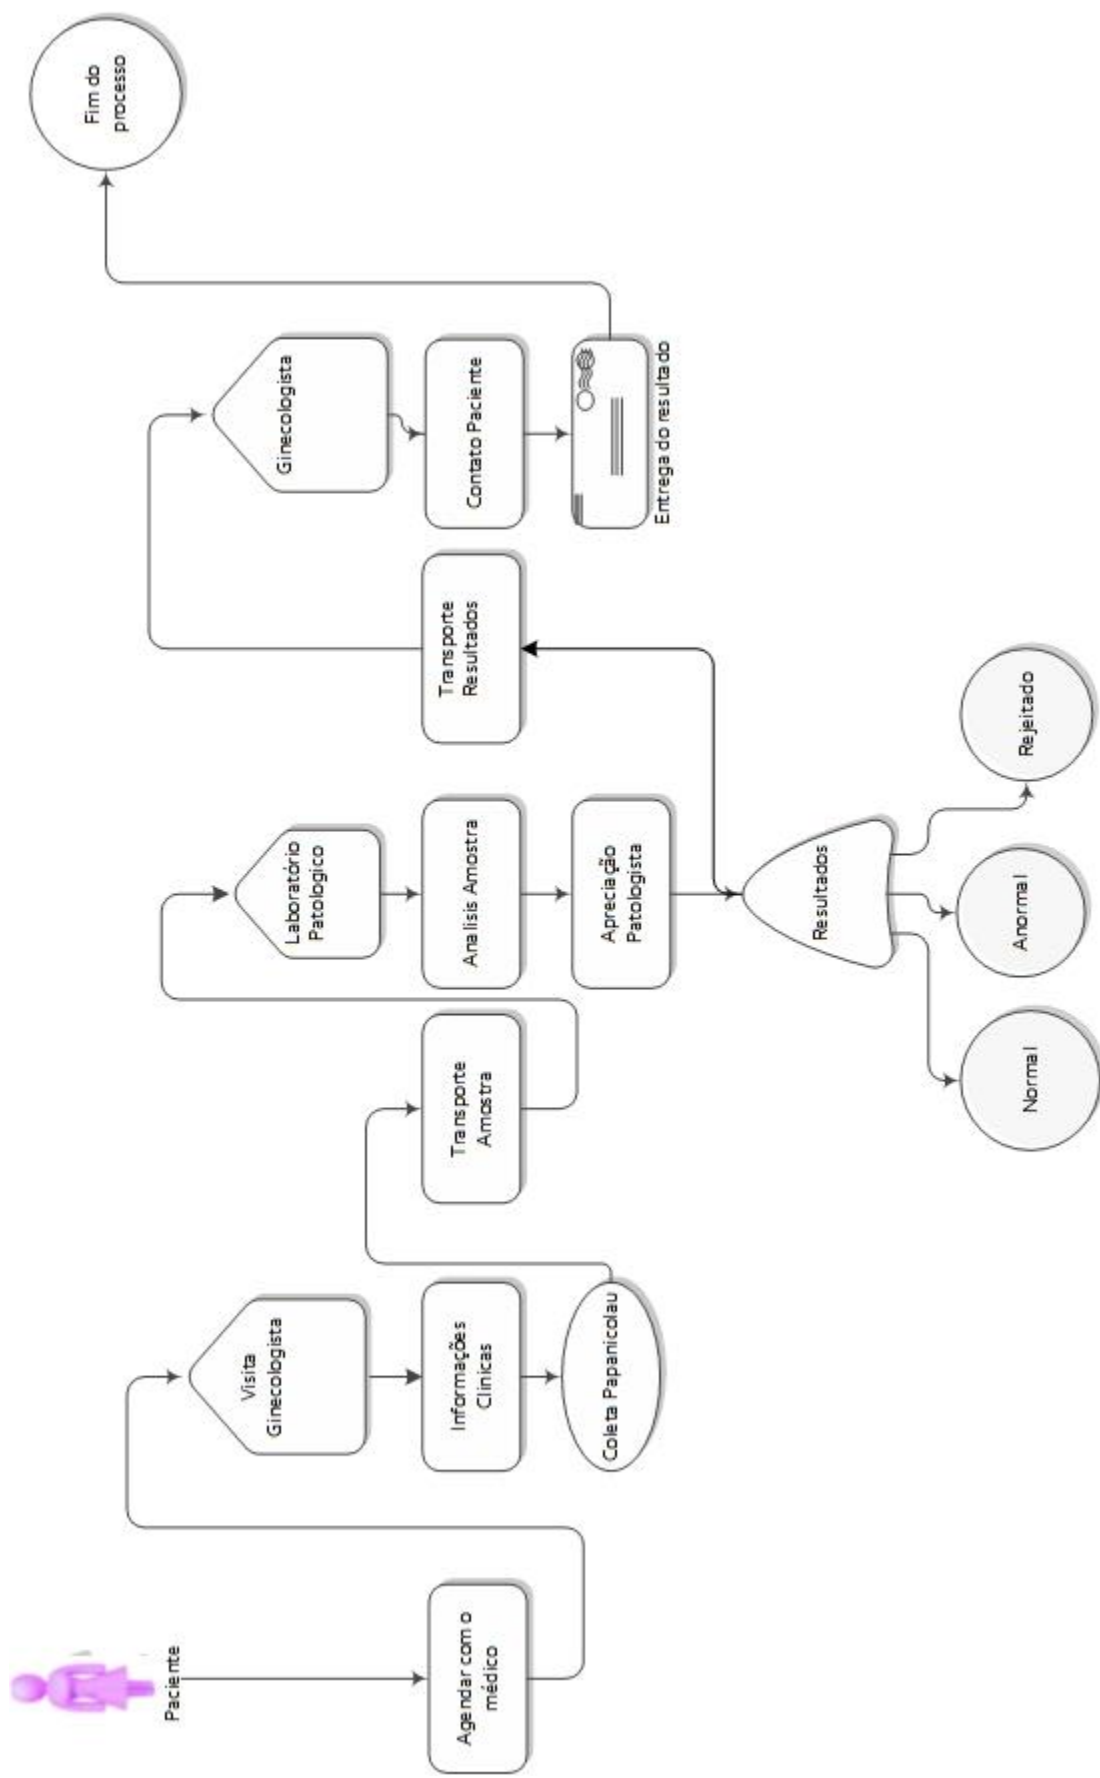 Paciente
Agendar com o
médico
Visita
Ginecologista
Informações
Clinicas
Coleta Papanicolau
Transporte
Amostra
Laboratório
Patologico
Analisis Amostra
Apreciação
Patologista
Resultados
Normal
Anormal
Rejeitado
Transporte
Resultados
Ginecologista
Contato Paciente
Entrega do resultado
Fim do
processo